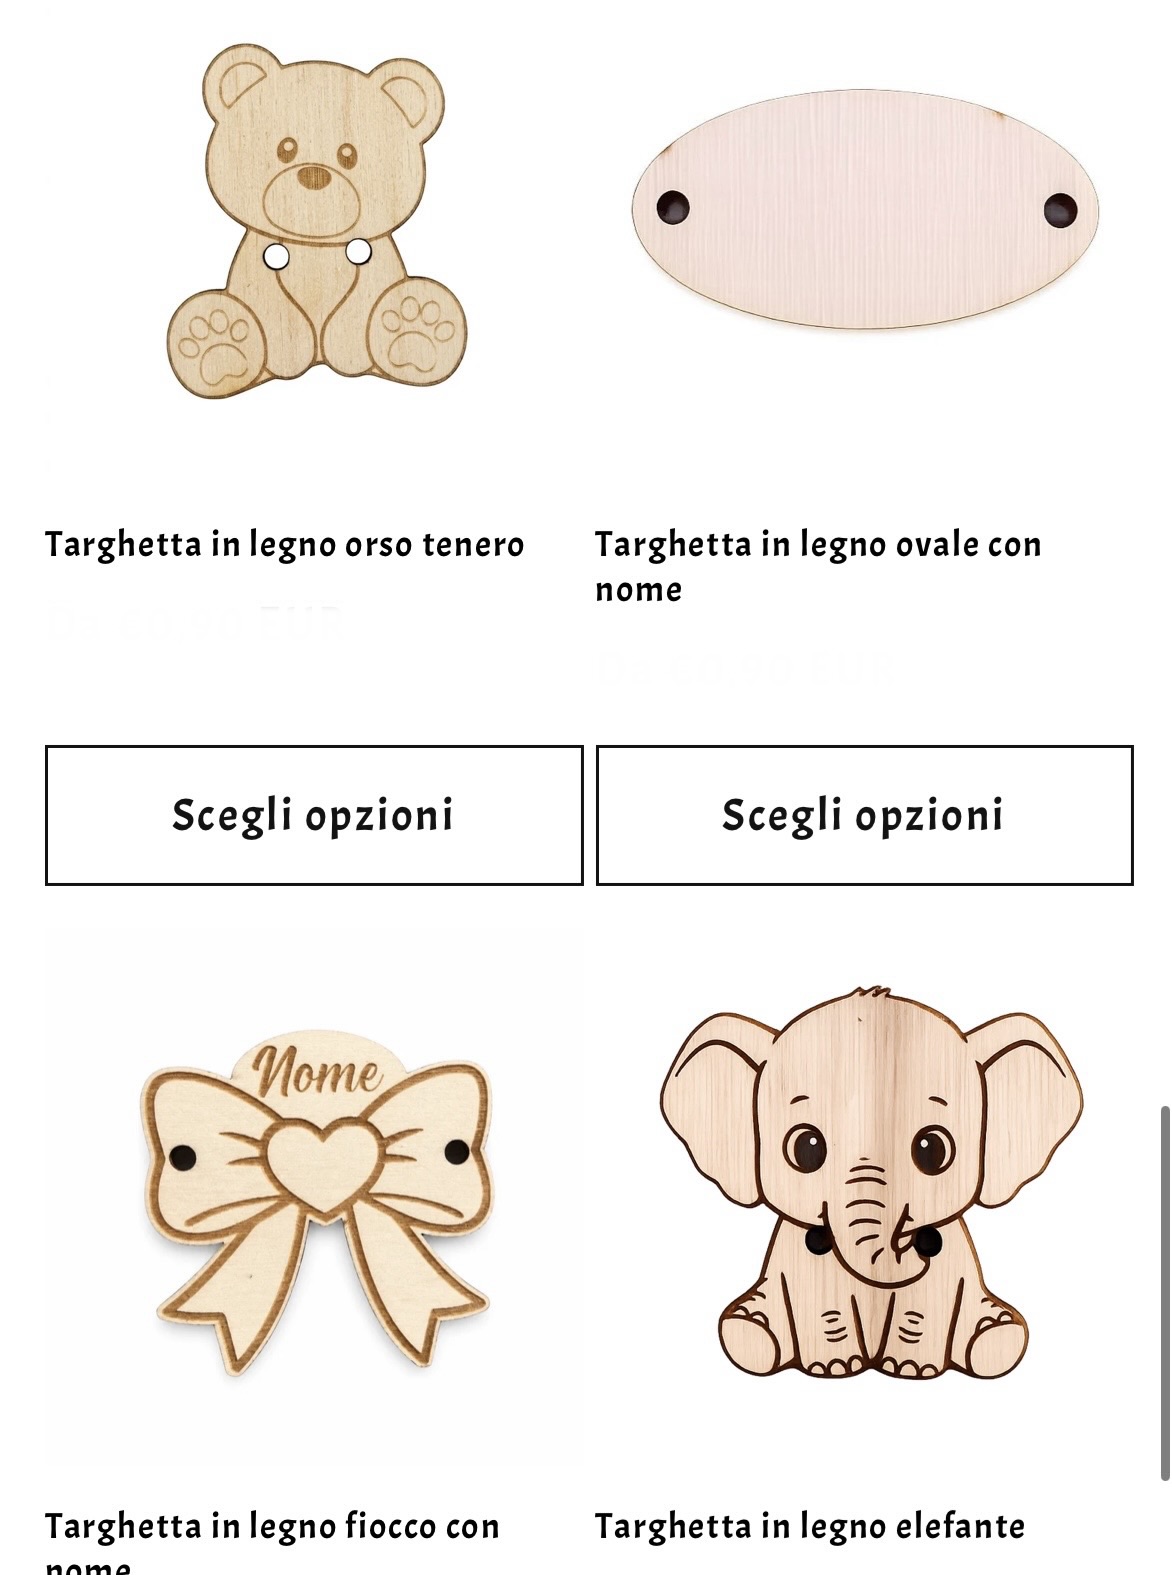 Targhetta in legno orso tenero
Targhetta in legno ovale con
nome
Scegli opzioni
Scegli opzioni
Nome
Targhetta in legno fiocco con
nome
Targhetta in legno elefante